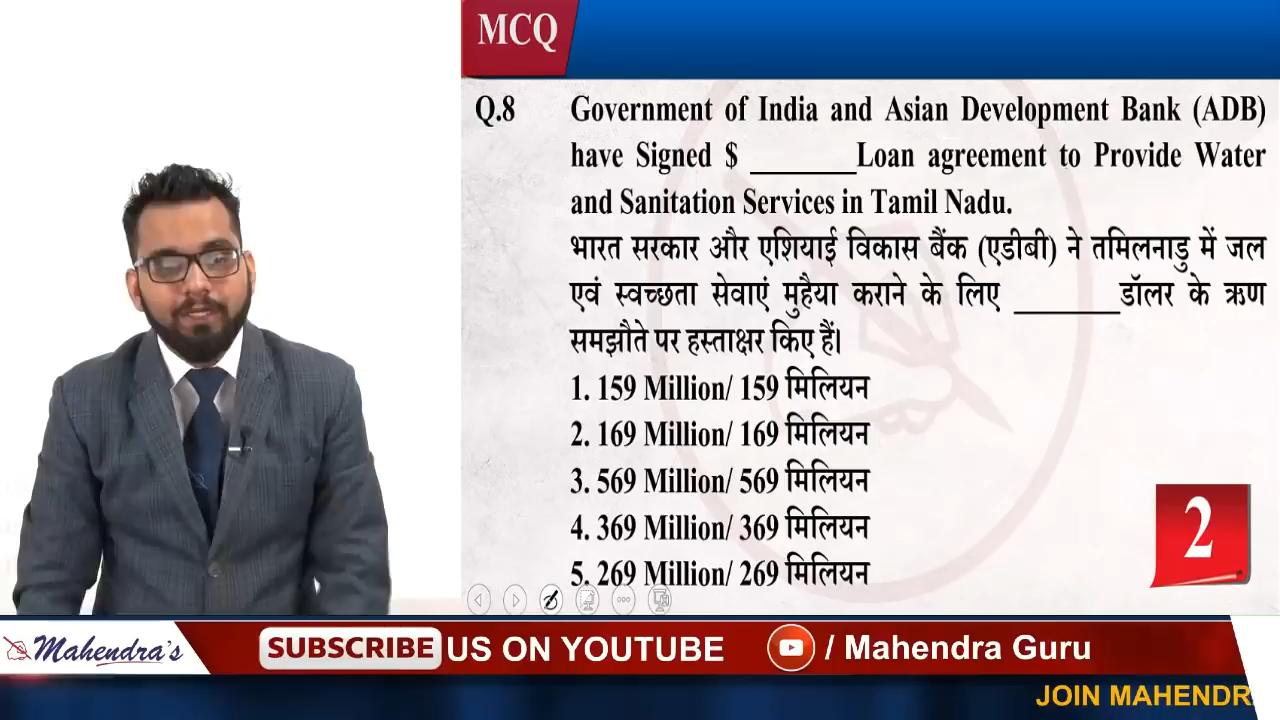 MCQ
Q.8 Government of India and Asian Development Bank (ADB)
have Signed $ _______Loan agreement to Provide Water
and Sanitation Services in Tamil Nadu.
भारत सरकार और एशियाई विकास बैंक (एडीबी) ने तमिलनाडु में जल
एवं स्वच्छता सेवाएं मुहैया कराने के लिए _______डॉलर के ऋण
समझौते पर हस्ताक्षर किए हैं।
1. 159 Million/ 159 मिलियन
2. 169 Million/ 169 मिलियन
3. 569 Million/ 569 मिलियन
4. 369 Million/ 369 मिलियन
5. 269 Million/ 269 मिलियन
2
Mahendra's
SUBSCRIBE US ON YOUTUBE / Mahendra Guru
JOIN MAHENDR